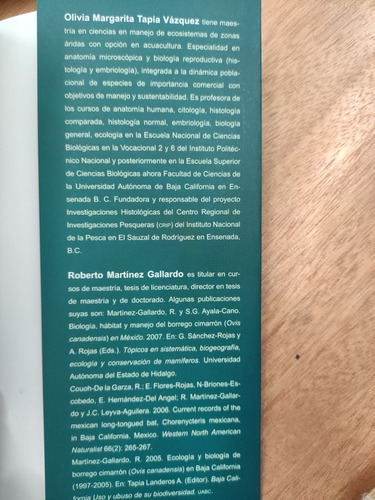 Olivia Margarita Tapia Vázquez tiene maes-
tría en ciencias en manejo de ecosistemas de zonas
áridas con opción en acuacultura. Especialidad en
anatomía microscópica y biología reproductiva (his-
tología y embriología), integrada a la dinámica pobla-
cional de especies de importancia comercial con
objetivos de manejo y sustentabilidad. Es profesora de
los cursos de anatomía humana, citología, histología
comparada, histología normal, embriología, biología
general, ecología en la Escuela Nacional de Ciencias
Biológicas en la Vocacional 2 y 6 del Instituto Politéc-
nico Nacional y posteriormente en la Escuela Superior
de Ciencias Biológicas ahora Facultad de Ciencias de
la Universidad Autónoma de Baja California en En-
senada B. C. Fundadora y responsable del proyecto
Investigaciones Histológicas del Centro Regional de
Investigaciones Pesqueras (CRIP) del Instituto Nacional
de la Pesca en El Sauzal de Rodríguez en Ensenada,
B.C.
Roberto Martínez Gallardo es titular en cur-
sos de maestría, tesis de licenciatura, director en tesis
de maestría y de doctorado. Algunas publicaciones
suyas son: Martínez-Gallardo, R. y S.G. Ayala-Cano.
Biología, hábitat y manejo del borrego cimarrón (Ovis
canadensis) en México. 2007. En: G. Sánchez-Rojas y
A. Rojas (Eds.). Tópicos en sistemática, biogeografía,
ecología y conservación de mamíferos. Universidad
Autónoma del Estado de Hidalgo.
Couoh-De la Garza, R.; E. Flores-Rojas, N-Briones-Es-
cobedo, E. Hernández-Del Angel; R. Martínez-Gallar-
do y J.C. Leyva-Aguilera. 2006. Current records of the
mexican long-tongued bat, Chorenycteris mexicana,
in Baja California, Mexico. Western North American
Naturalist 66(2): 265-267.
Martínez-Gallardo, R. 2005. Ecología y biología de
borrego cimarrón (Ovis canadensis) en Baja California
(1997-2005). En: Tapia Landeros A. (Editor). Baja Cali-
fornia Uso y ubuso de su biodiversidad. UABC.